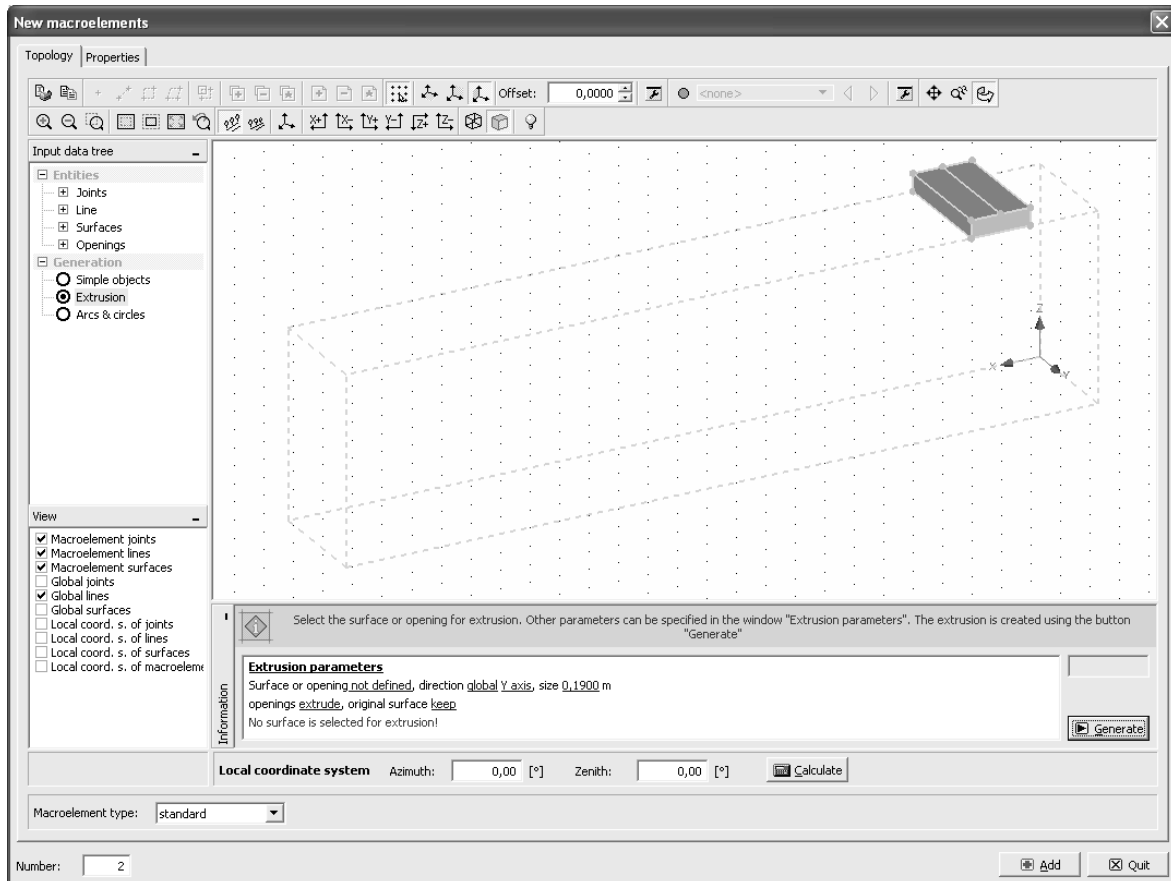 New macroelements
Topology Properties
Offset: 0,0000 <none>
X+ X- Y+ Y- Z+ Z-
Input data tree
Entities
Joints
Line
Surfaces
Openings
Generation
Simple objects
Extrusion
Arcs & circles
Z
X
Y
View
Macroelement joints
Macroelement lines
Macroelement surfaces
Global joints
Global lines
Global surfaces
Local coord. s. of joints
Local coord. s. of lines
Local coord. s. of surfaces
Local coord. s. of macroeleme
Information
Select the surface or opening for extrusion. Other parameters can be specified in the window "Extrusion parameters". The extrusion is created using the button
"Generate"
Extrusion parameters
Surface or opening not defined, direction global Y axis, size 0,1900 m
openings extrude, original surface keep
No surface is selected for extrusion!
Generate
Local coordinate system Azimuth: 0,00 [°] Zenith: 0,00 [°] Calculate
Macroelement type: standard
Number: 2 Add Quit